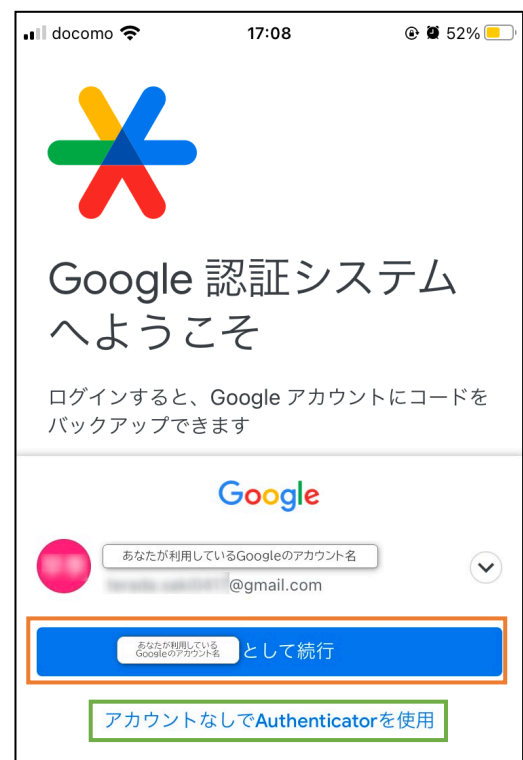 docomo 17:08 52%
Google 認証システム
へようこそ
ログインすると、Google アカウントにコードを
バックアップできます
Google
あなたが利用しているGoogleのアカウント名
@gmail.com
あなたが利用している
Googleのアカウント名
として続行
アカウントなしでAuthenticatorを使用